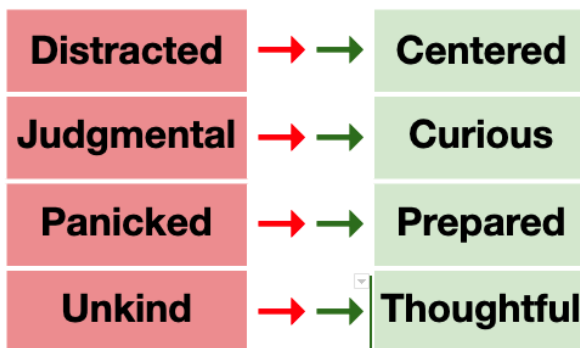 Distracted Centered
Judgmental Curious
Panicked Prepared
Unkind Thoughtful